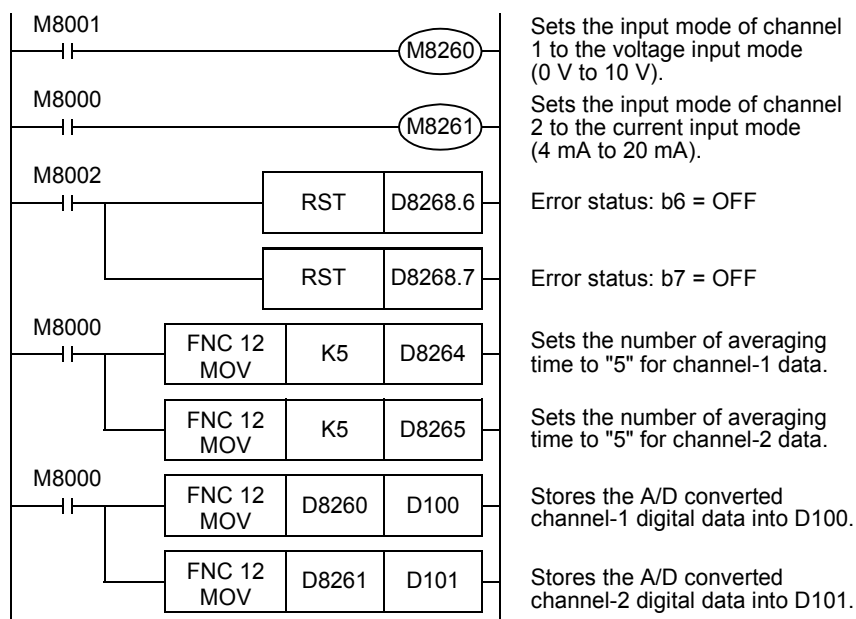 M8001
M8260
Sets the input mode of channel
1 to the voltage input mode
(0 V to 10 V).
M8000
M8261
Sets the input mode of channel
2 to the current input mode
(4 mA to 20 mA).
M8002
RST D8268.6
Error status: b6 = OFF
RST D8268.7
Error status: b7 = OFF
M8000
FNC 12
MOV
K5 D8264
Sets the number of averaging
time to "5" for channel-1 data.
FNC 12
MOV
K5 D8265
Sets the number of averaging
time to "5" for channel-2 data.
M8000
FNC 12
MOV
D8260 D100
Stores the A/D converted
channel-1 digital data into D100.
FNC 12
MOV
D8261 D101
Stores the A/D converted
channel-2 digital data into D101.